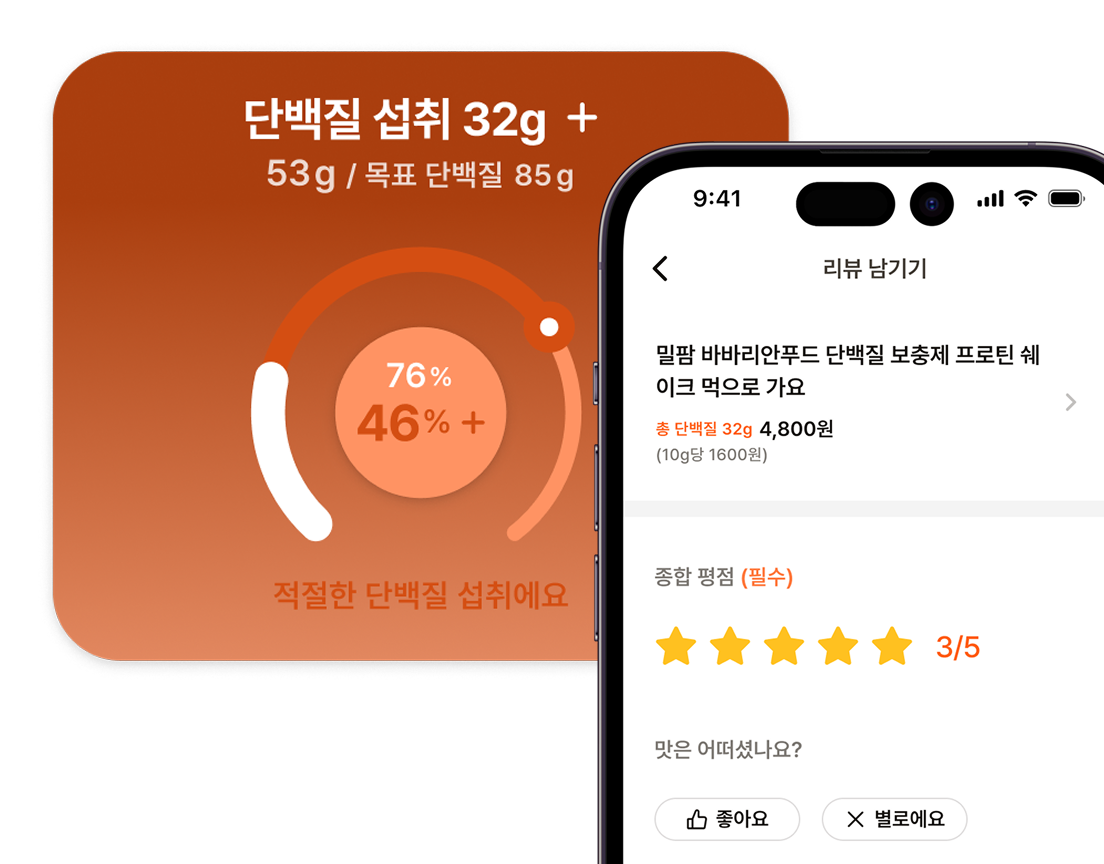 단백질 섭취 32g +
53g / 목표 단백질 85g
76%
46% +
적절한 단백질 섭취에요
9:41
리뷰 남기기
밀팜 바바리안푸드 단백질 보충제 프로틴 쉐
이크 먹으로 가요
총 단백질 32g 4,800원
(10g당 1600원)
종합 평점 (필수)
3/5
맛은 어떠셨나요?
좋아요
별로에요